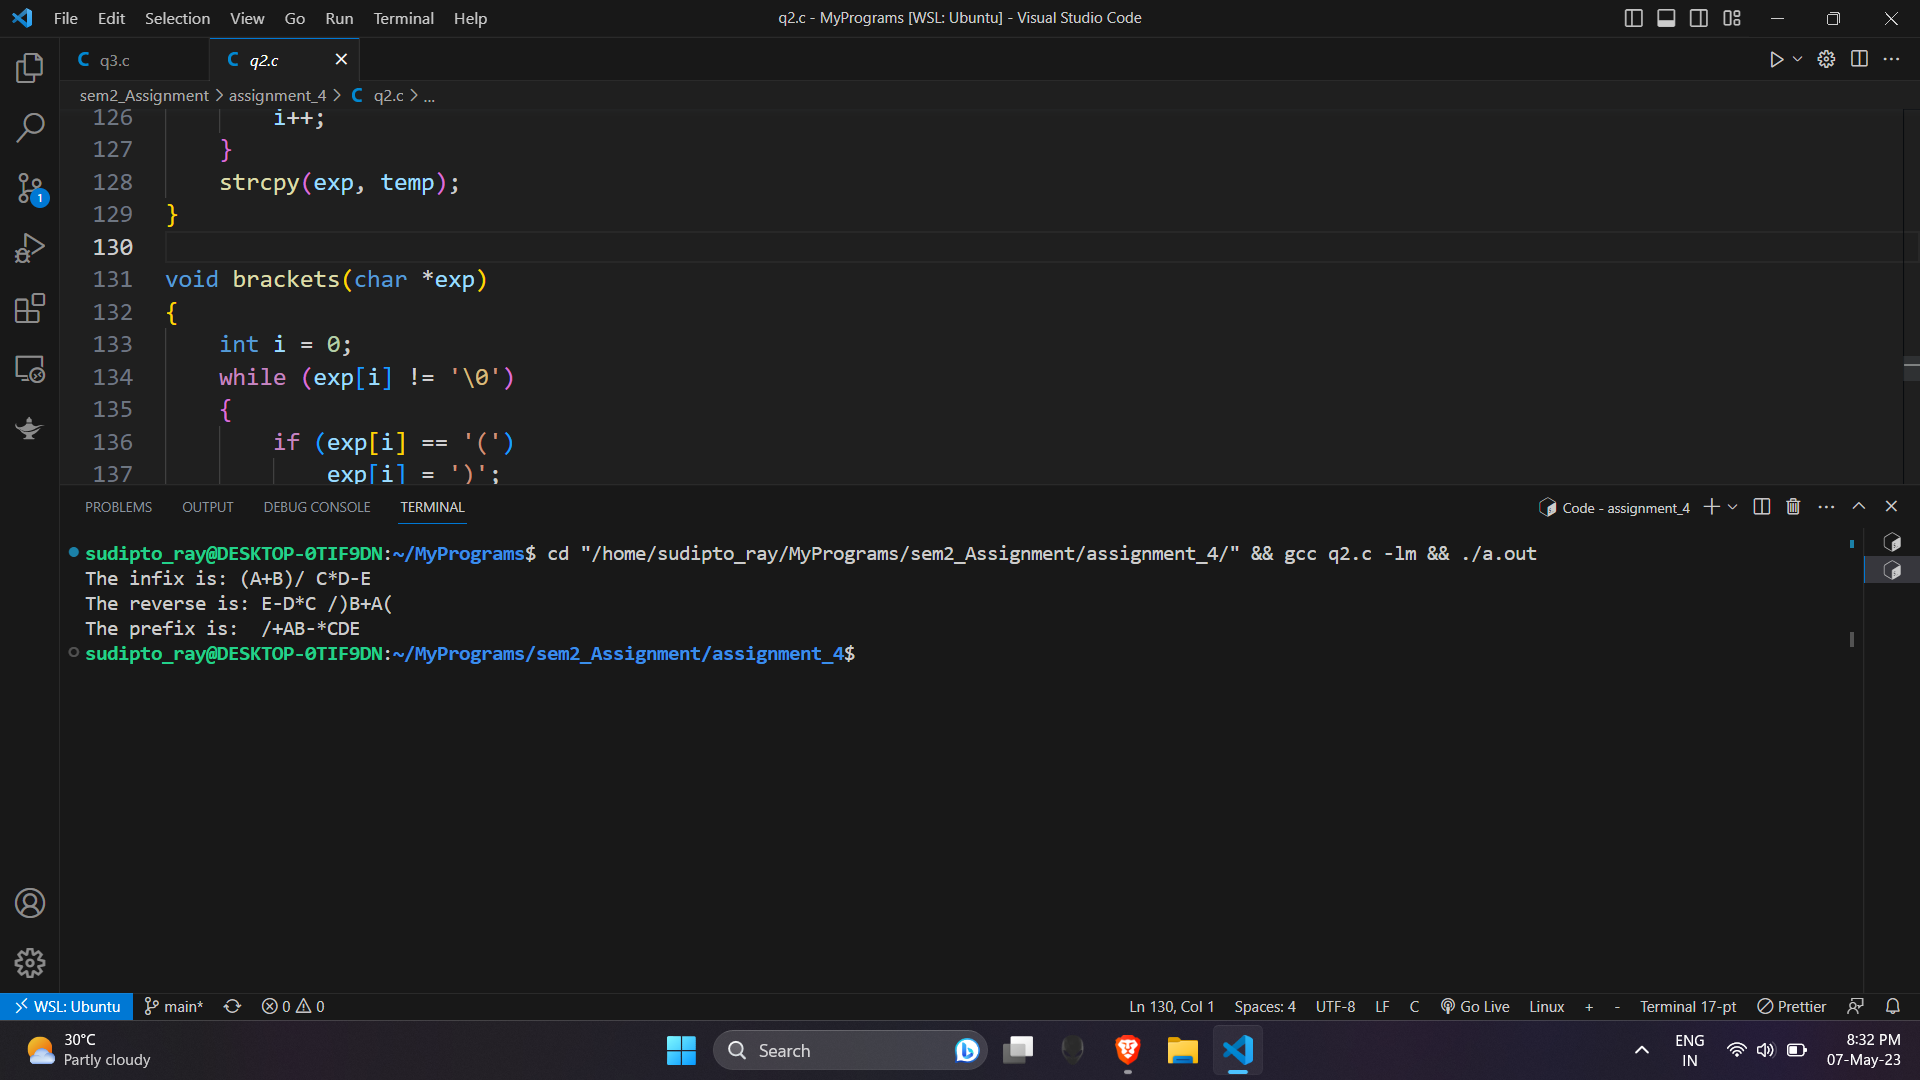 File Edit Selection View Go Run Terminal Help
q2.c - MyPrograms [WSL: Ubuntu] - Visual Studio Code
C q3.c
C q2.c
sem2_Assignment > assignment_4 > C q2.c > ...
126 i++;
127 }
128 strcpy(exp, temp);
129 }
130
131 void brackets(char *exp)
132 {
133 int i = 0;
134 while (exp[i] != '\0')
135 {
136 if (exp[i] == '(')
137 exp[i] = ')';
1
PROBLEMS OUTPUT DEBUG CONSOLE TERMINAL
Code - assignment_4
sudipto_ray@DESKTOP-0TIF9DN:~/MyPrograms$ cd "/home/sudipto_ray/MyPrograms/sem2_Assignment/assignment_4/" && gcc q2.c -lm && ./a.out
The infix is: (A+B)/ C*D-E
The reverse is: E-D*C /)B+A(
The prefix is:  /+AB-*CDE
sudipto_ray@DESKTOP-0TIF9DN:~/MyPrograms/sem2_Assignment/assignment_4$
WSL: Ubuntu main* 0 0
Ln 130, Col 1 Spaces: 4 UTF-8 LF C Go Live Linux + - Terminal 17-pt Prettier
30°C
Partly cloudy
Search
ENG
IN
8:32 PM
07-May-23